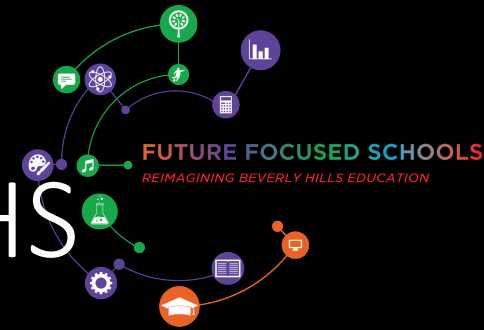 FUTURE FOCUSED SCHOOLS
REIMAGINING BEVERLY HILLS EDUCATION
HS